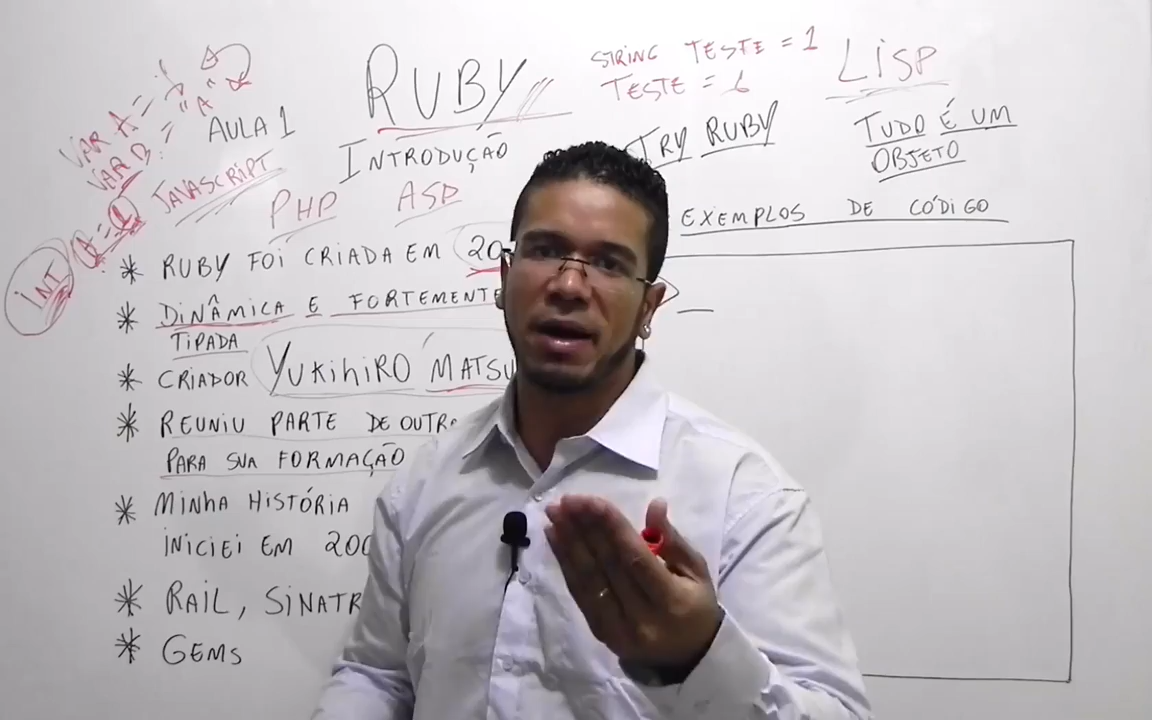 RUBY
STRING TESTE = 1
TESTE = 6
LISP
VAR A =
VAR B = "A"
AULA 1
INTRODUÇÃO
TRY RUBY
TUDO É UM
OBJETO
JAVASCRIPT
PHP ASP
EXEMPLOS DE CÓDIGO
INT
* RUBY FOI CRIADA EM 20
* DINÂMICA E FORTEMENTE
TIPADA
* CRIADOR YUKIHIRO MATSU
* REUNIU PARTE DE OUTR
PARA SUA FORMAÇÃO
* MINHA HISTÓRIA
INICIEI EM 200
* RAIL, SINATR
* GEMS